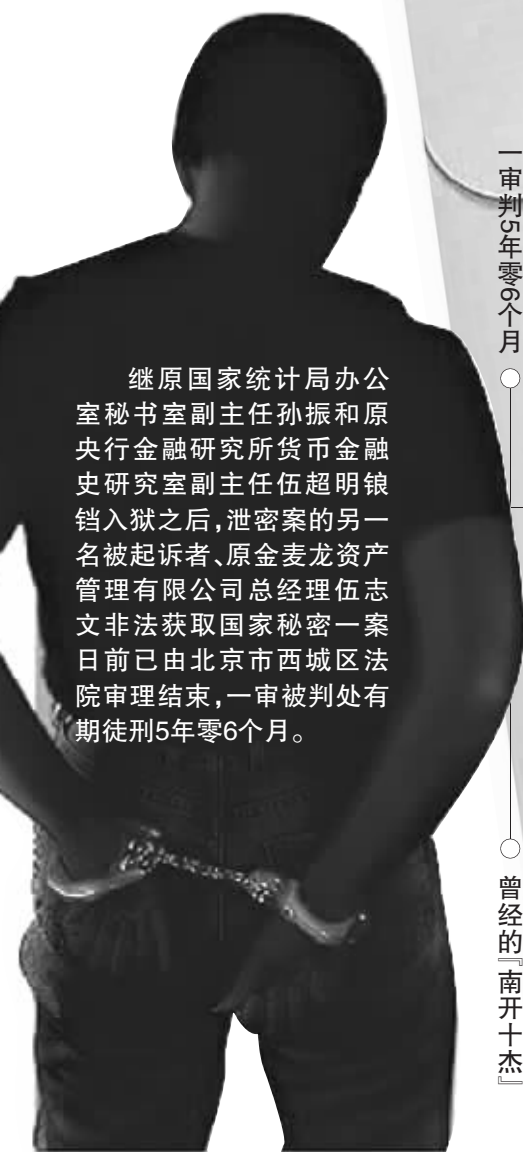 继原国家统计局办公
室秘书室副主任孙振和原
央行金融研究所货币金融
史研究室副主任伍超明锒
铛入狱之后，泄密案的另一
名被起诉者、原金麦龙资产
管理有限公司总经理伍志
文非法获取国家秘密一案
日前已由北京市西城区法
院审理结束，一审被判处有
期徒刑5年零6个月。
一审判5年零6个月
曾经的『南开十杰』